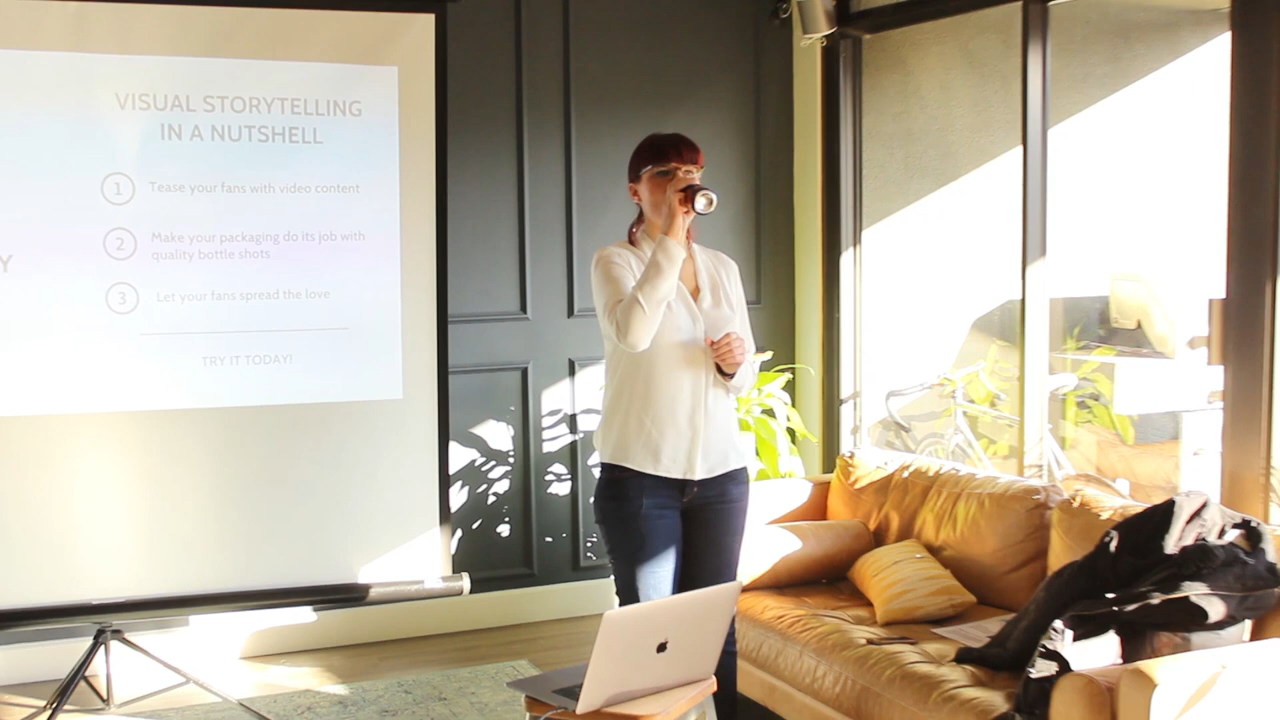 VISUAL STORYTELLING
IN A NUTSHELL
1 Tease your fans with video content
2 Make your packaging do its job with
quality bottle shots
3 Let your fans spread the love
TRY IT TODAY!
Y